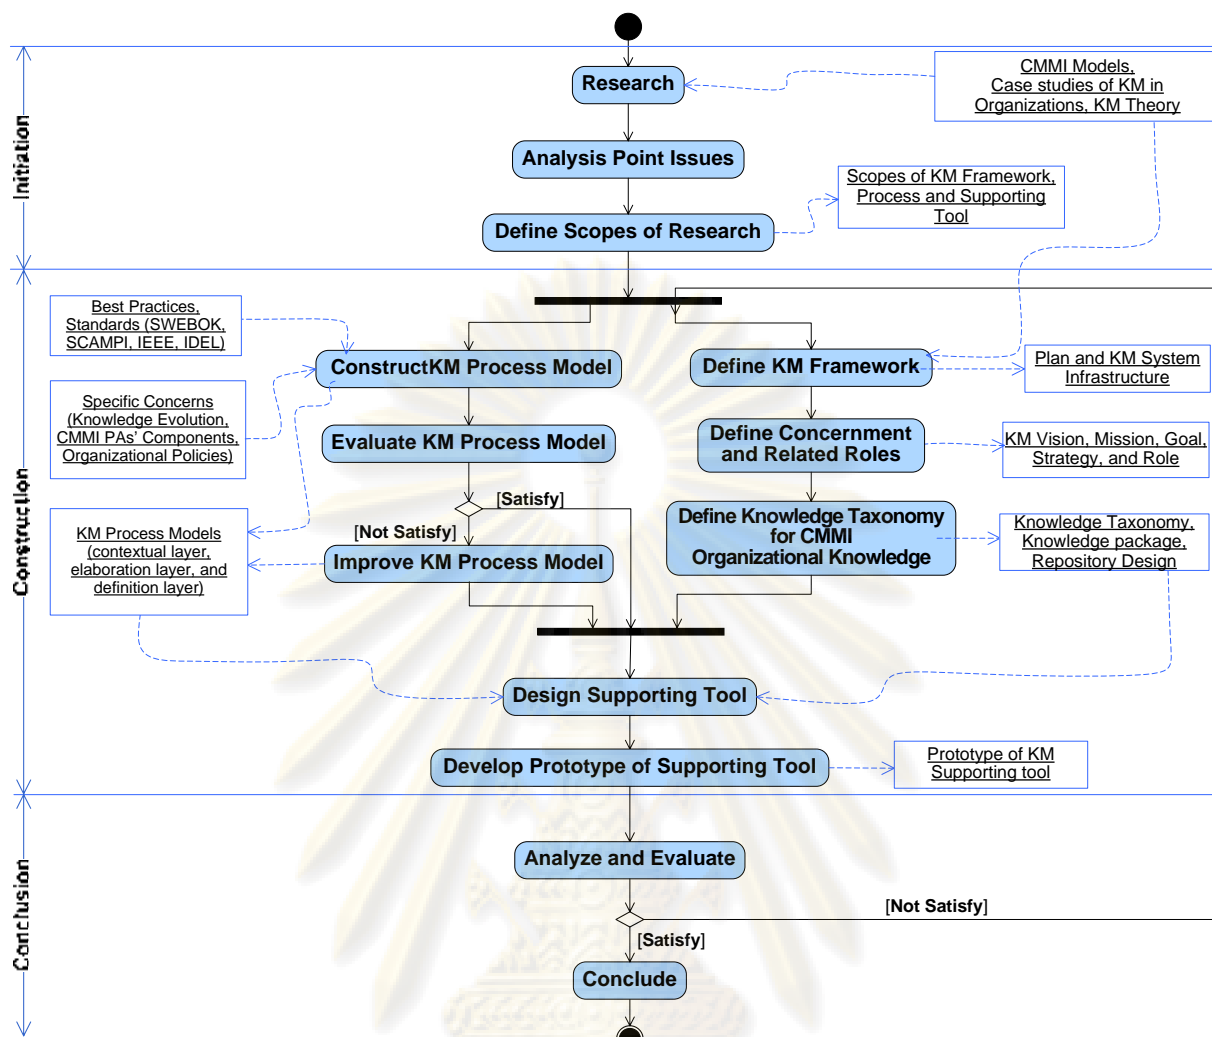 Initiation
Research
CMMI Models,
Case studies of KM in
Organizations, KM Theory
Analysis Point Issues
Scopes of KM Framework,
Process and Supporting
Tool
Define Scopes of Research
Construction
Best Practices,
Standards (SWEBOK,
SCAMPI, IEEE, IDEL)
ConstructKM Process Model
Define KM Framework
Plan and KM System
Infrastructure
Specific Concerns
(Knowledge Evolution,
CMMI PAs' Components,
Organizational Policies)
Evaluate KM Process Model
Define Concernment
and Related Roles
KM Vision, Mission, Goal,
Strategy, and Role
[Satisfy]
[Not Satisfy]
KM Process Models
(contextual layer,
elaboration layer, and
definition layer)
Improve KM Process Model
Define Knowledge Taxonomy
for CMMI
Organizational Knowledge
Knowledge Taxonomy,
Knowledge package,
Repository Design
Design Supporting Tool
Develop Prototype of Supporting Tool
Prototype of KM
Supporting tool
Conclusion
Analyze and Evaluate
[Not Satisfy]
[Satisfy]
Conclude